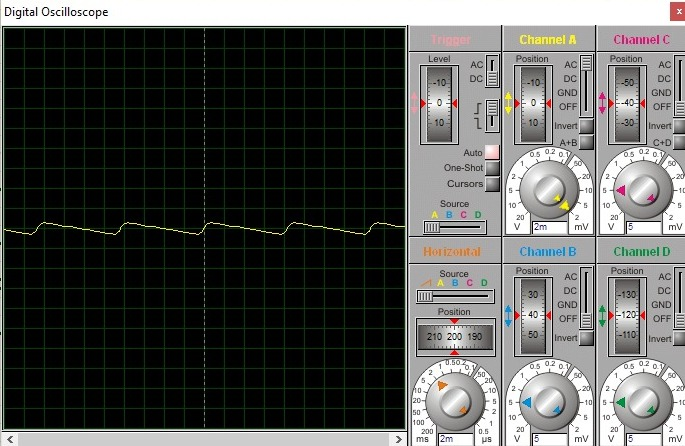 Digital Oscilloscope
x
Trigger
Level
-10
0
10
AC
DC
Auto
One-Shot
Cursors
Source
A B C D
Channel A
Position
-10
0
10
AC
DC
GND
OFF
Invert
A+B
0.5 0.2 0.1
1 50
2 20
5 10
10 5
20 2
V 2m mV
Channel C
Position
-50
-40
-30
AC
DC
GND
OFF
Invert
C+D
0.5 0.2 0.1
1 50
2 20
5 10
10 5
20 2
V 5 mV
Horizontal
Source
A B C D
Position
210 200 190
1 0.5 0.2 0.1
2 50
5 20
10 10
20 5
50 2
100 1
200 0.5
ms 2m µs
Channel B
Position
30
40
50
AC
DC
GND
OFF
Invert
0.5 0.2 0.1
1 50
2 20
5 10
10 5
20 2
V 5 mV
Channel D
Position
-130
-120
-110
AC
DC
GND
OFF
Invert
0.5 0.2 0.1
1 50
2 20
5 10
10 5
20 2
V 5 mV